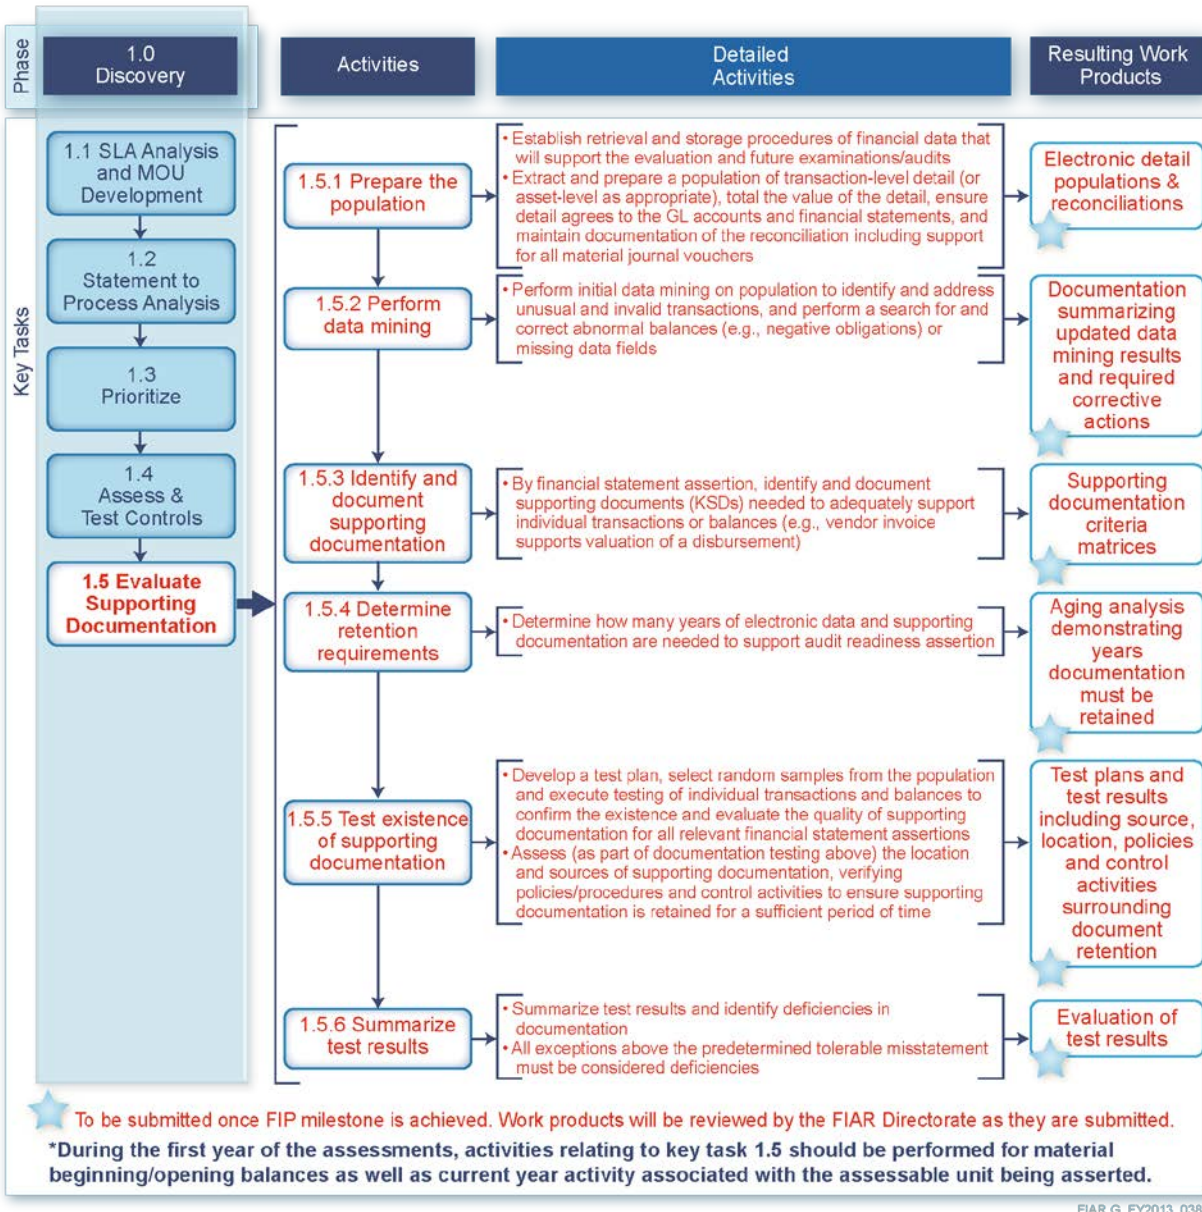 Phase
1.0
Discovery
Activities
Detailed
Activities
Resulting Work
Products
Key Tasks
1.1 SLA Analysis
and MOU
Development
1.2
Statement to
Process Analysis
1.3
Prioritize
1.4
Assess &
Test Controls
1.5 Evaluate
Supporting
Documentation
1.5.1 Prepare the
population
• Establish retrieval and storage procedures of financial data that
will support the evaluation and future examinations/audits
• Extract and prepare a population of transaction-level detail (or
asset-level as appropriate), total the value of the detail, ensure
detail agrees to the GL accounts and financial statements, and
maintain documentation of the reconciliation including support
for all material journal vouchers
Electronic detail
populations &
reconciliations
1.5.2 Perform
data mining
• Perform initial data mining on population to identify and address
unusual and invalid transactions, and perform a search for and
correct abnormal balances (e.g., negative obligations) or
missing data fields
Documentation
summarizing
updated data
mining results
and required
corrective
actions
1.5.3 Identify and
document
supporting
documentation
• By financial statement assertion, identify and document
supporting documents (KSDs) needed to adequately support
individual transactions or balances (e.g., vendor invoice
supports valuation of a disbursement)
Supporting
documentation
criteria
matrices
1.5.4 Determine
retention
requirements
• Determine how many years of electronic data and supporting
documentation are needed to support audit readiness assertion
Aging analysis
demonstrating
years
documentation
must be
retained
1.5.5 Test existence
of supporting
documentation
• Develop a test plan, select random samples from the population
and execute testing of individual transactions and balances to
confirm the existence and evaluate the quality of supporting
documentation for all relevant financial statement assertions
• Assess (as part of documentation testing above) the location
and sources of supporting documentation, verifying
policies/procedures and control activities to ensure supporting
documentation is retained for a sufficient period of time
Test plans and
test results
including source,
location, policies
and control
activities
surrounding
document
retention
1.5.6 Summarize
test results
• Summarize test results and identify deficiencies in
documentation
• All exceptions above the predetermined tolerable misstatement
must be considered deficiencies
Evaluation of
test results
To be submitted once FIP milestone is achieved. Work products will be reviewed by the FIAR Directorate as they are submitted.
*During the first year of the assessments, activities relating to key task 1.5 should be performed for material
beginning/opening balances as well as current year activity associated with the assessable unit being asserted.